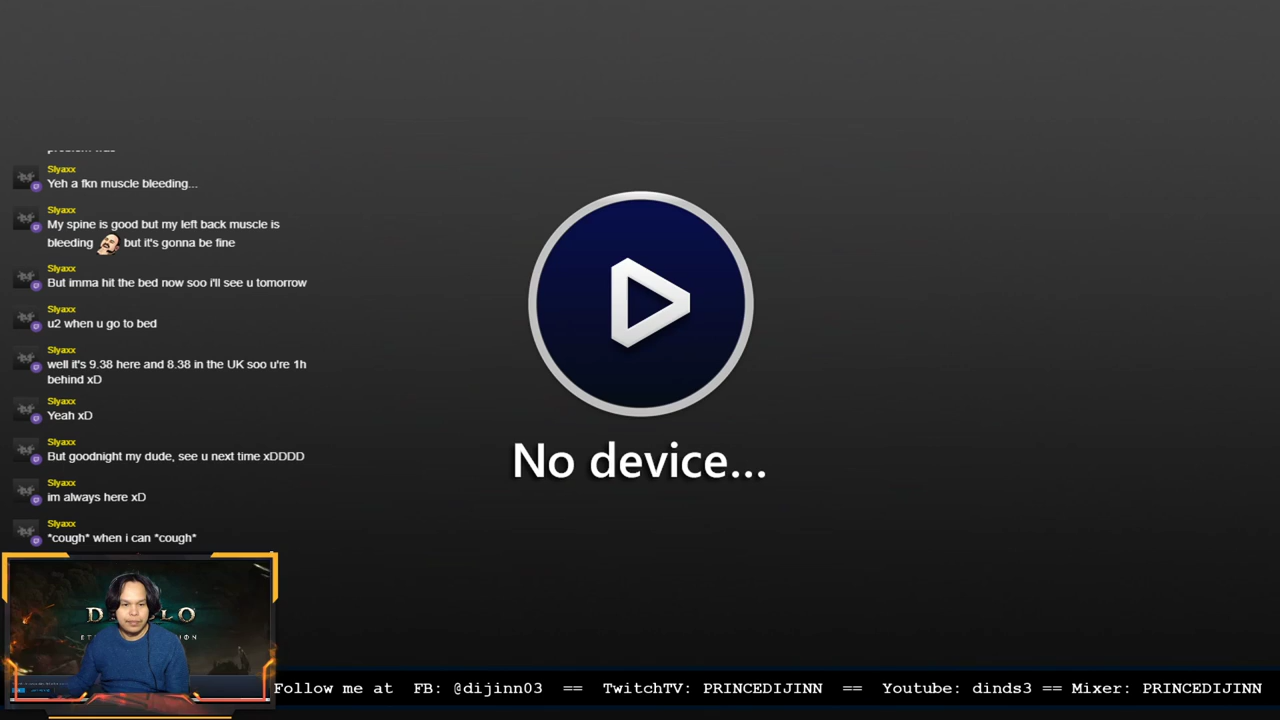 Slyaxx
Yeh a fkn muscle bleeding...
Slyaxx
My spine is good but my left back muscle is
bleeding but it's gonna be fine
Slyaxx
But imma hit the bed now soo i'll see u tomorrow
Slyaxx
u2 when u go to bed
Slyaxx
well it's 9.38 here and 8.38 in the UK soo u're 1h
behind xD
Slyaxx
Yeah xD
Slyaxx
But goodnight my dude, see u next time xDDDD
Slyaxx
im always here xD
Slyaxx
*cough* when i can *cough*
No device...
Follow me at FB: @dijinn03 == TwitchTV: PRINCEDIJINN == Youtube: dinds3 == Mixer: PRINCEDIJINN